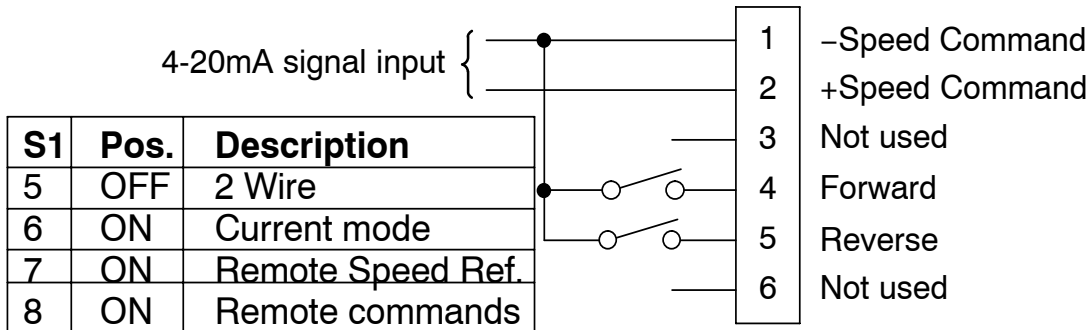 4-20mA signal input
1 –Speed Command
2 +Speed Command
3 Not used
4 Forward
5 Reverse
6 Not used
S1 Pos. Description
5 OFF 2 Wire
6 ON Current mode
7 ON Remote Speed Ref.
8 ON Remote commands